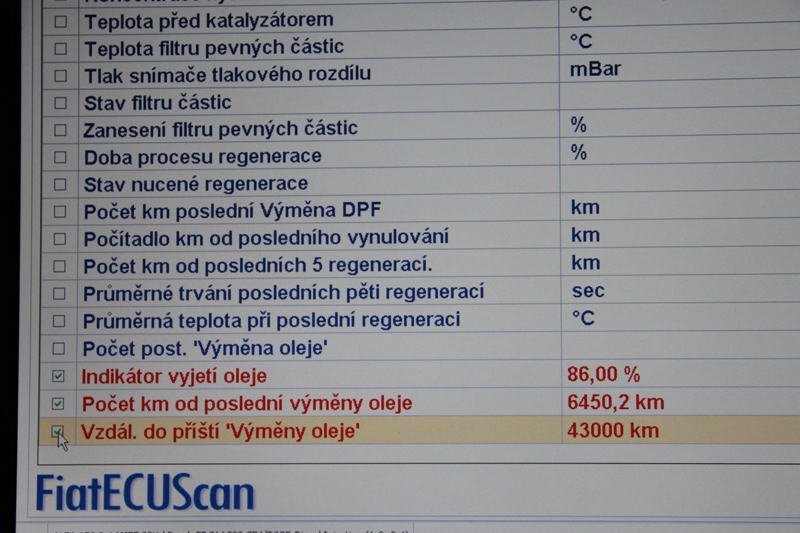 Teplota před katalyzátorem °C
Teplota filtru pevných částic °C
Tlak snímače tlakového rozdílu mBar
Stav filtru částic
Zanesení filtru pevných částic %
Doba procesu regenerace %
Stav nucené regenerace
Počet km poslední Výměna DPF km
Počítadlo km od posledního vynulování km
Počet km od posledních 5 regenerací. km
Průměrné trvání posledních pěti regenerací sec
Průměrná teplota při poslední regeneraci °C
Počet post. 'Výměna oleje'
Indikátor vyjetí oleje 86,00 %
Počet km od poslední výměny oleje 6450,2 km
Vzdál. do příští 'Výměny oleje' 43000 km
FiatECUScan